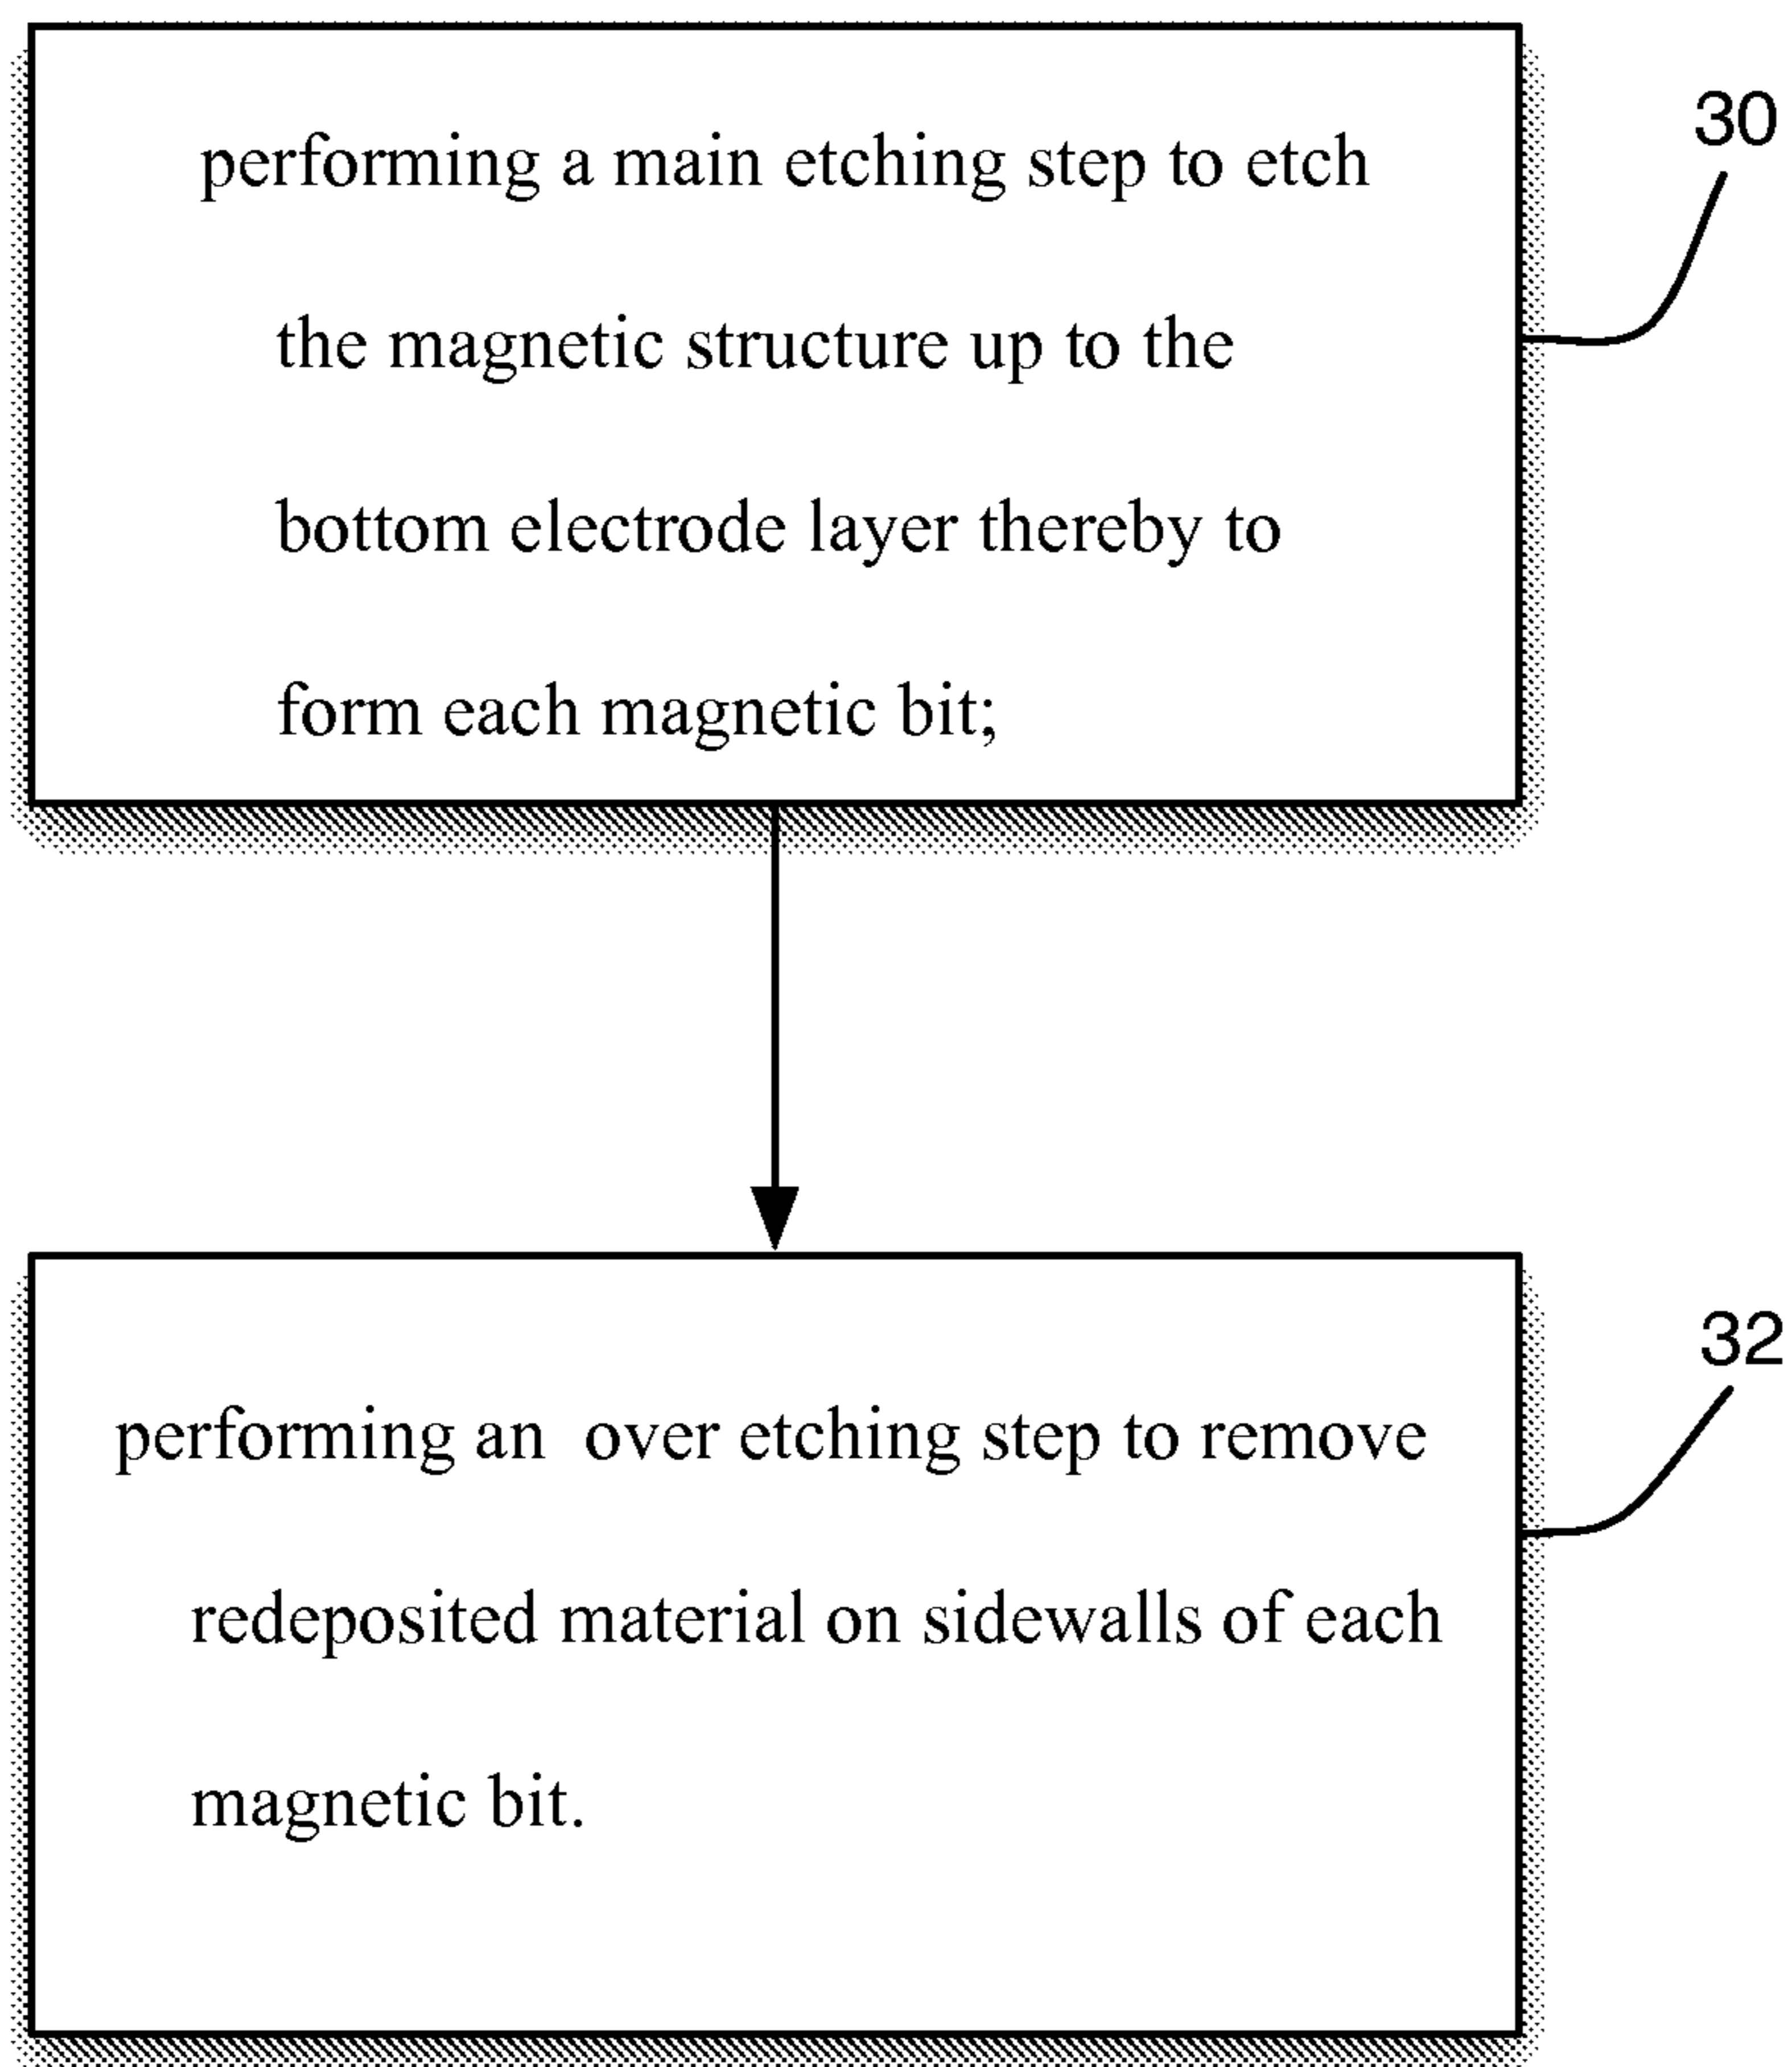 30
performing a main etching step to etch
the magnetic structure up to the
bottom electrode layer thereby to
form each magnetic bit;
32
performing an  over etching step to remove
redeposited material on sidewalls of each
magnetic bit.